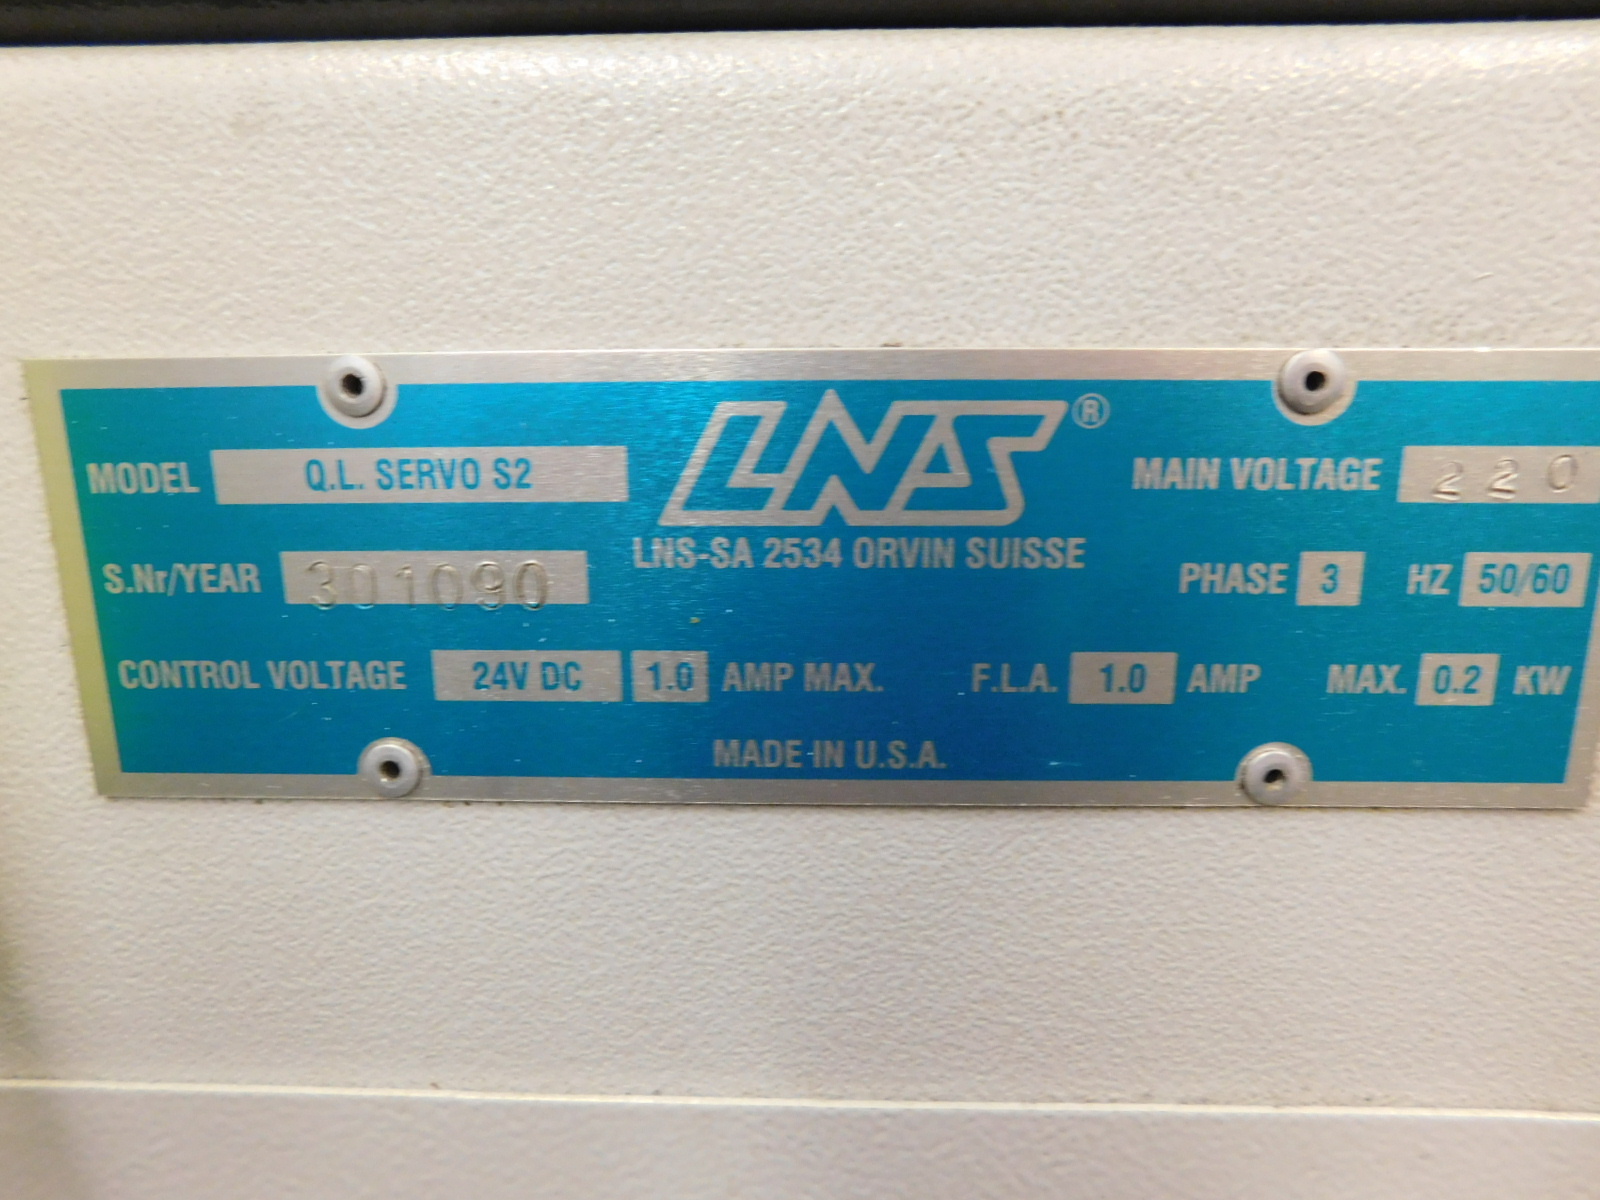 LNS®
MODEL Q.L. SERVO S2
MAIN VOLTAGE 220
LNS-SA 2534 ORVIN SUISSE
S.Nr/YEAR 301090
PHASE 3 HZ 50/60
CONTROL VOLTAGE 24V DC 1.0 AMP MAX. F.L.A. 1.0 AMP MAX. 0.2 KW
MADE IN U.S.A.